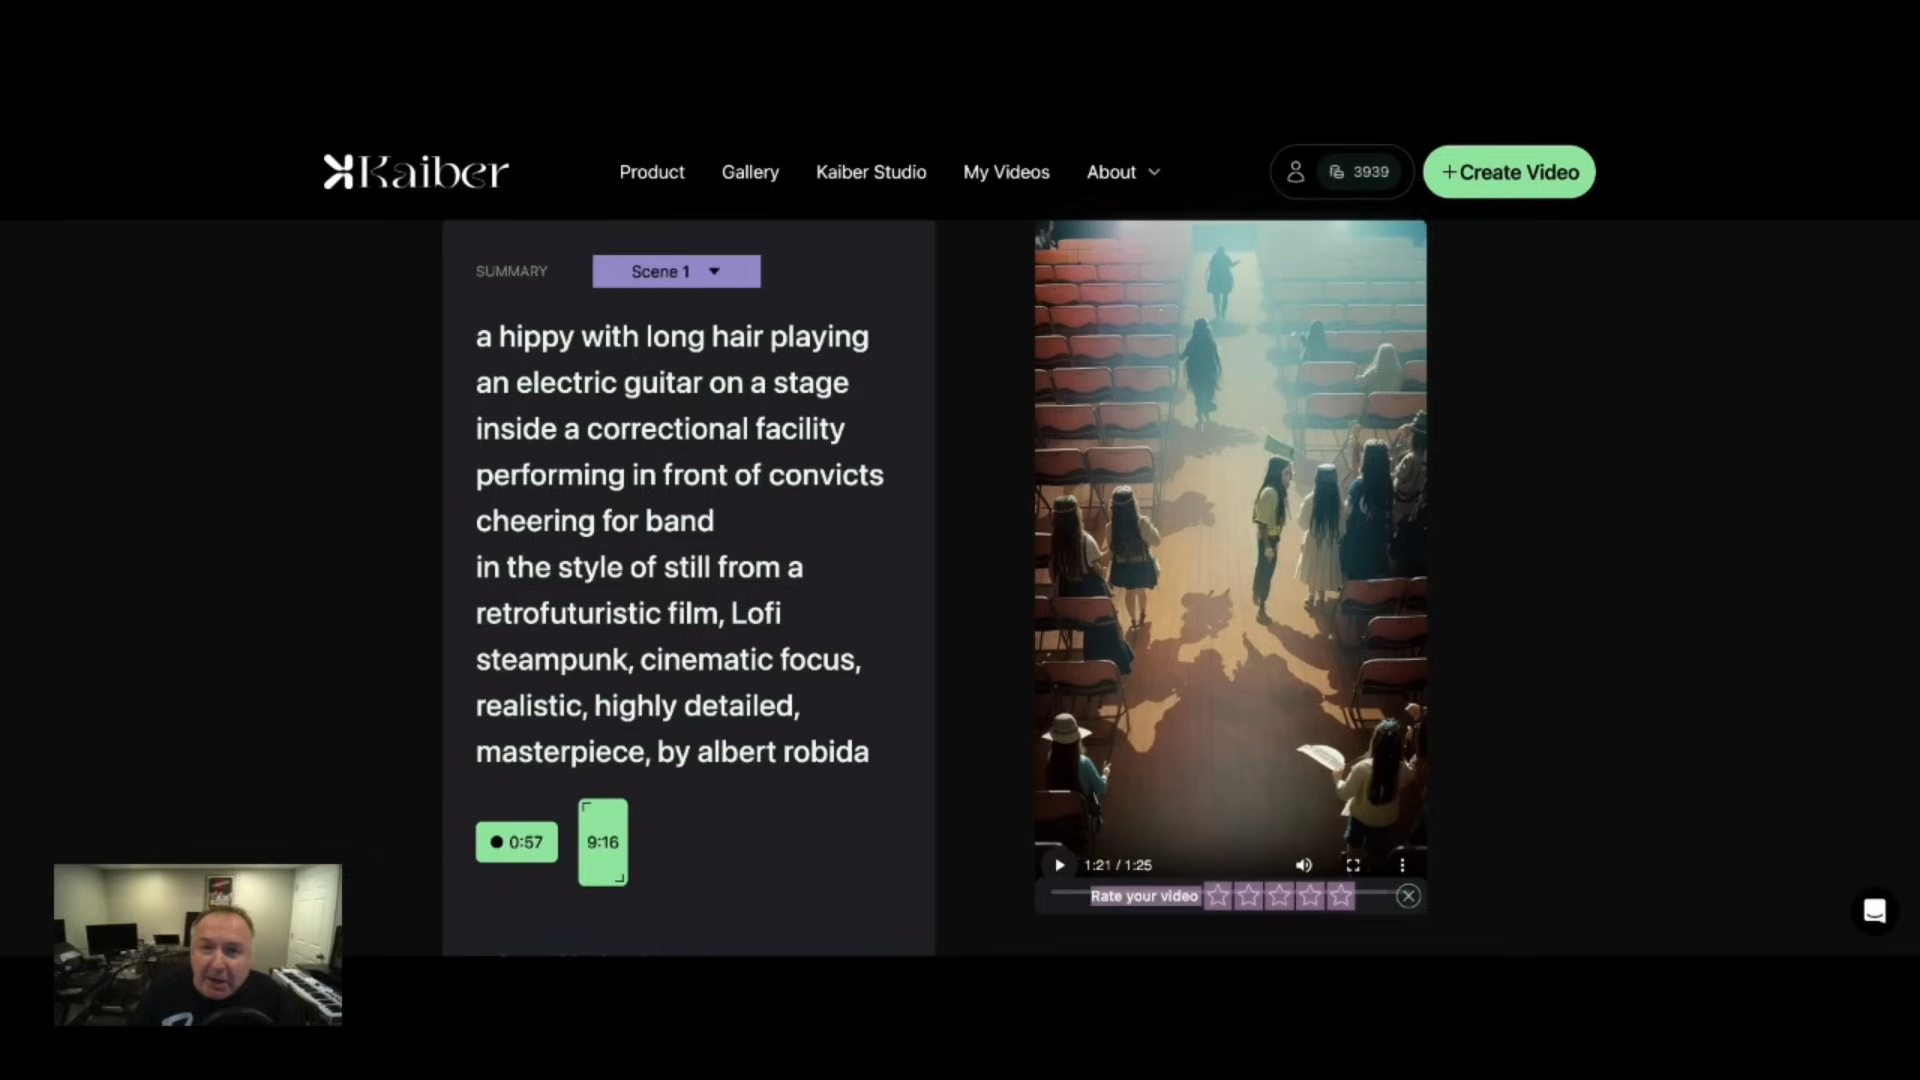 Kaiber
Product
Gallery
Kaiber Studio
My Videos
About
3939
+Create Video
SUMMARY
Scene 1
a hippy with long hair playing
an electric guitar on a stage
inside a correctional facility
performing in front of convicts
cheering for band
in the style of still from a
retrofuturistic film, Lofi
steampunk, cinematic focus,
realistic, highly detailed,
masterpiece, by albert robida
0:57
9:16
1:21 / 1:25
Rate your video